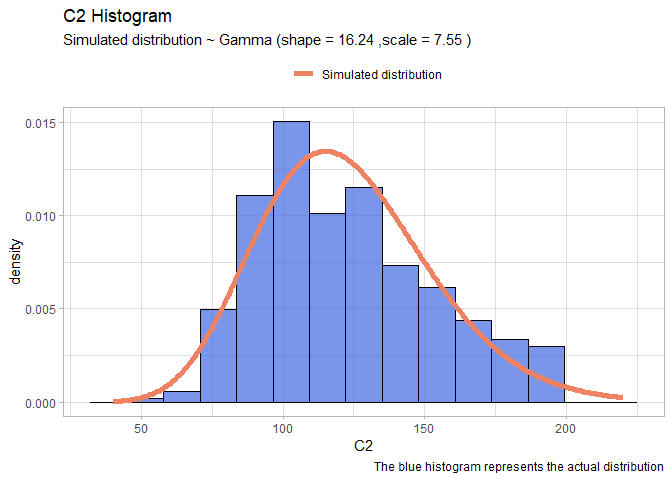 C2 Histogram
Simulated distribution ~ Gamma (shape = 16.24 ,scale = 7.55 )
Simulated distribution
0.015
0.010
0.005
0.000
density
50 100 150 200
C2
The blue histogram represents the actual distribution